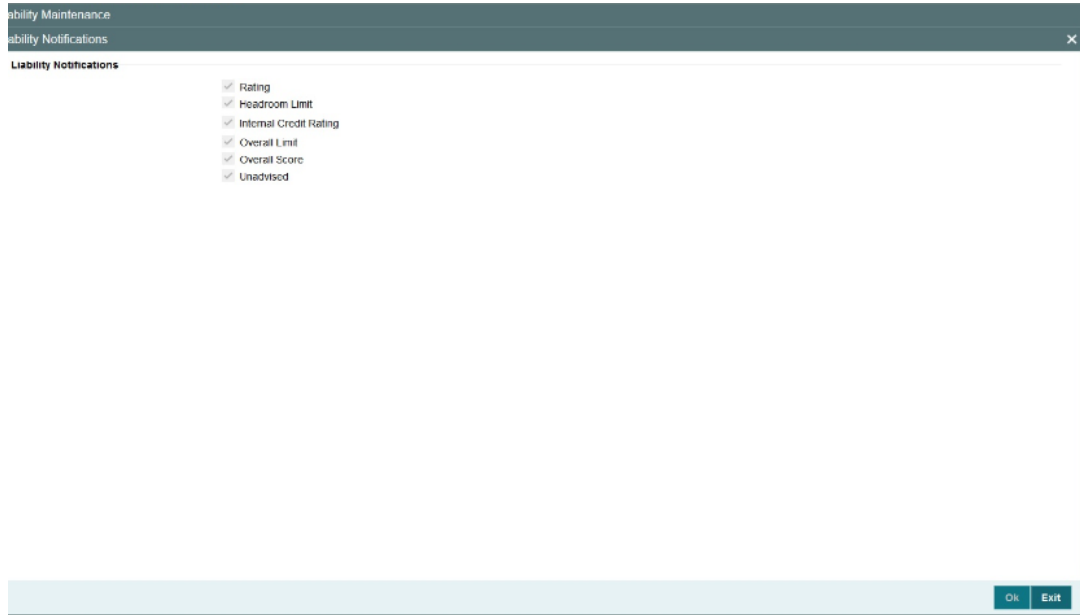 ability Maintenance
ability Notifications
Liability Notifications
Rating
Headroom Limit
Internal Credit Rating
Overall Limit
Overall Score
Unadvised
Ok Exit